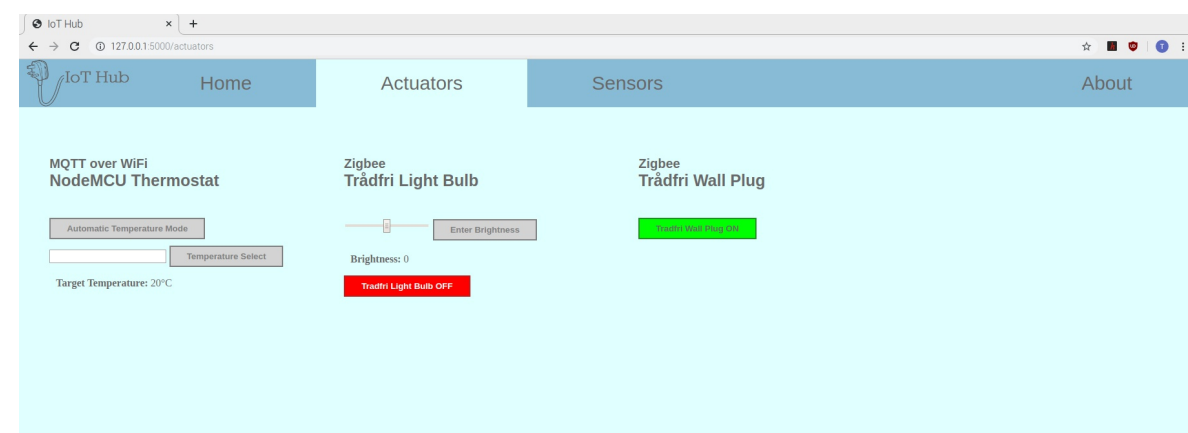 IoT Hub
127.0.0.1:5000/actuators
IoT Hub Home Actuators Sensors About
MQTT over WiFi
NodeMCU Thermostat
Automatic Temperature Mode
Temperature Select
Target Temperature: 20°C
Zigbee
Trådfri Light Bulb
Enter Brightness
Brightness: 0
Tradfri Light Bulb OFF
Zigbee
Trådfri Wall Plug
Tradfri Wall Plug ON